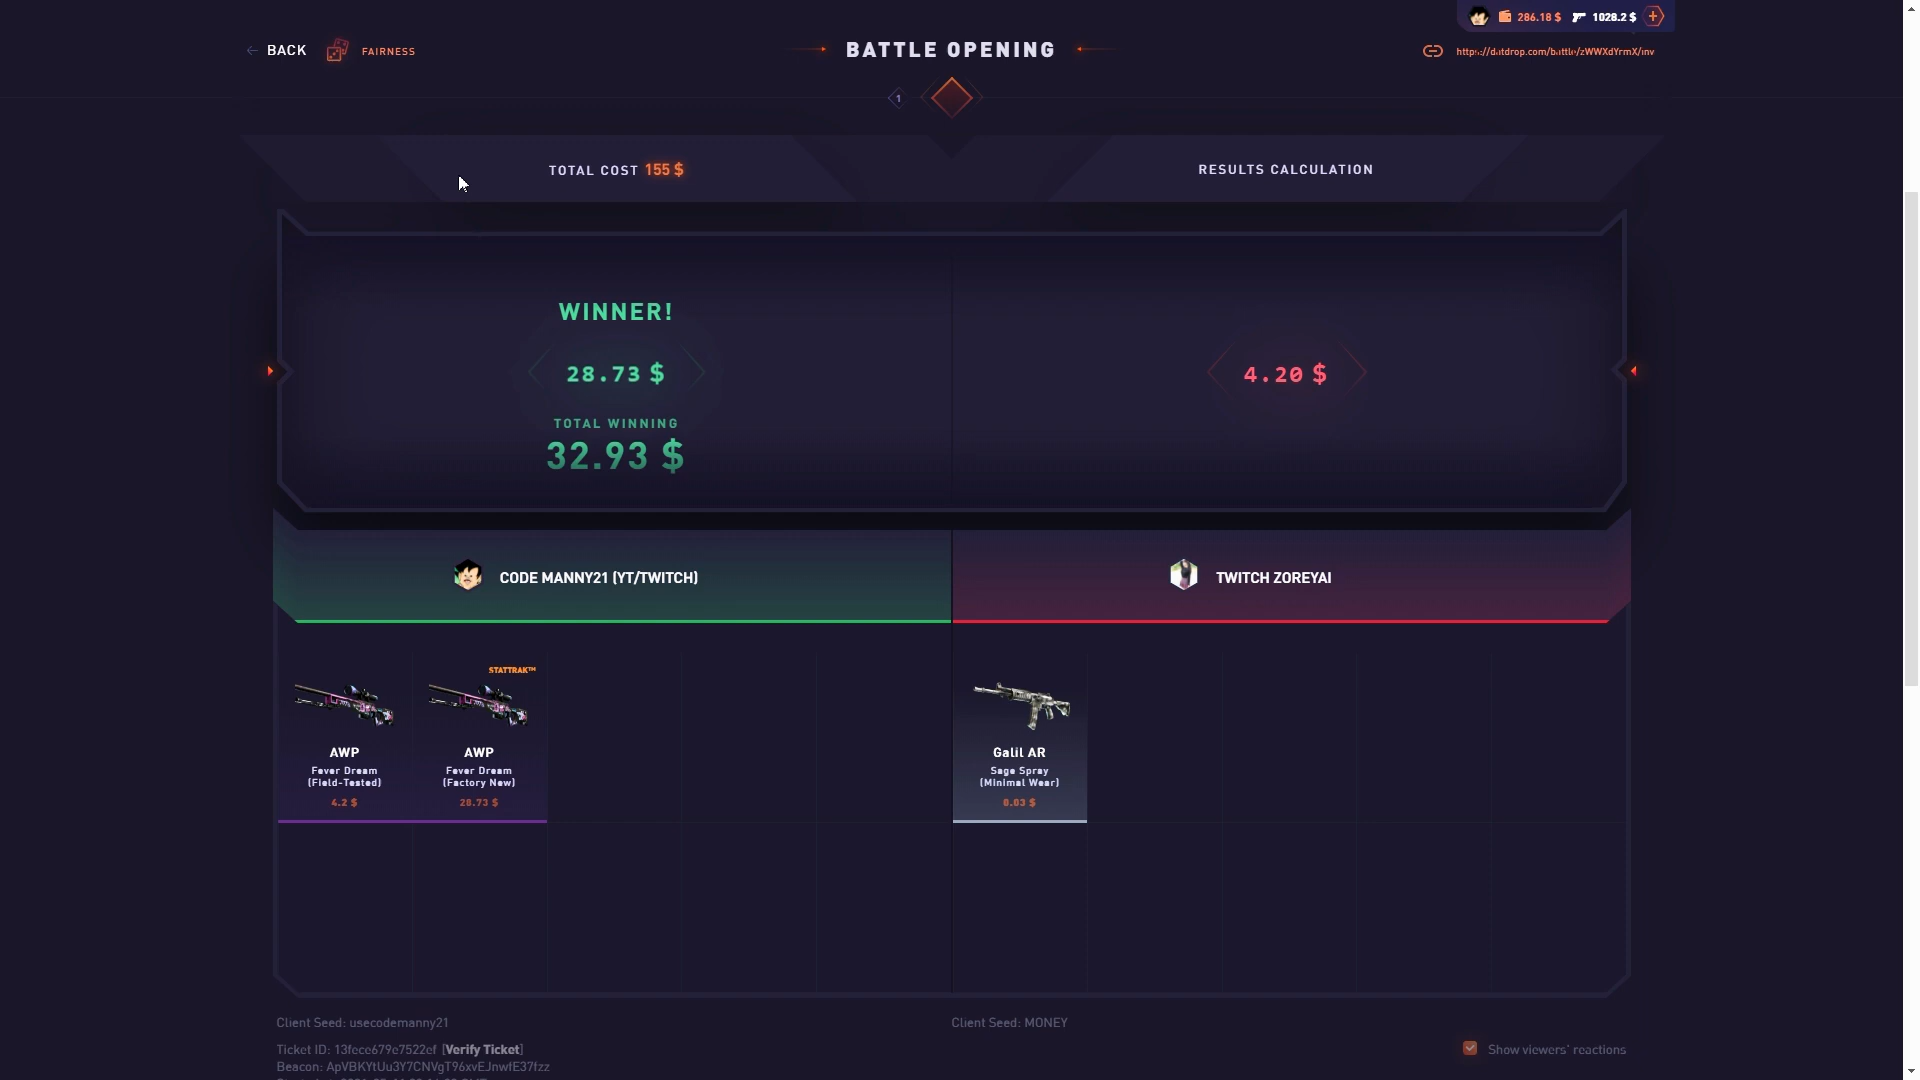 286.18 $ 1028.2 $
BACK FAIRNESS
BATTLE OPENING
1
TOTAL COST 155 $
RESULTS CALCULATION
WINNER!
28.73 $
TOTAL WINNING
32.93 $
4.20 $
CODE MANNY21 (YT/TWITCH)
TWITCH ZOREYAI
AWP
Fever Dream
(Field-Tested)
4.2 $
STATTRAK™
AWP
Fever Dream
(Factory New)
28.73 $
Galil AR
Sage Spray
(Minimal Wear)
0.03 $
Client Seed: usecodemanny21
Client Seed: MONEY
Ticket ID: 13fece679e7522ef [Verify Ticket]
Beacon: ApVBKYtUu3Y7CNVgT96xvEJnwfE37fzz
Show viewers' reactions